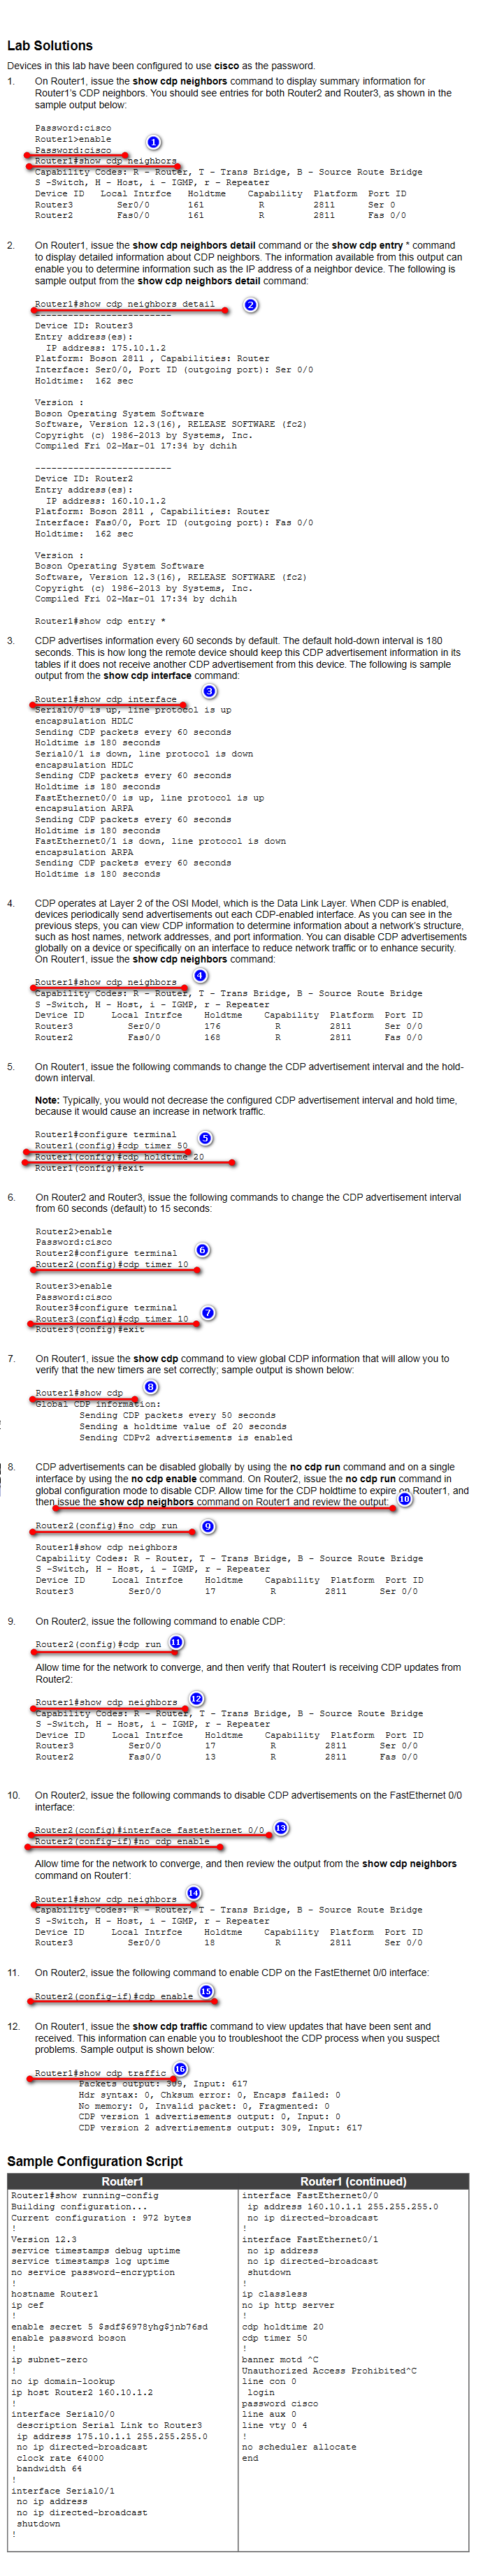 Lab Solutions
Devices in this lab have been configured to use cisco as the password.
1. On Router1, issue the show cdp neighbors command to display summary information for
Router1's CDP neighbors. You should see entries for both Router2 and Router3, as shown in the
sample output below:
Password:cisco
Router1>enable
Password:cisco
1
Router1#show cdp neighbors
Capability Codes: R - Router, T - Trans Bridge, B - Source Route Bridge
S -Switch, H - Host, i - IGMP, r - Repeater
Device ID Local Intrfce Holdtme Capability Platform Port ID
Router3 Ser0/0 161 R 2811 Ser 0
Router2 Fas0/0 161 R 2811 Fas 0/0
2. On Router1, issue the show cdp neighbors detail command or the show cdp entry * command
to display detailed information about CDP neighbors. The information available from this output can
enable you to determine information such as the IP address of a neighbor device. The following is
sample output from the show cdp neighbors detail command:
Router1#show cdp neighbors detail 2
-------------------------
Device ID: Router3
Entry address(es):
IP address: 175.10.1.2
Platform: Boson 2811 , Capabilities: Router
Interface: Ser0/0, Port ID (outgoing port): Ser 0/0
Holdtime: 162 sec
Version :
Boson Operating System Software
Software, Version 12.3(16), RELEASE SOFTWARE (fc2)
Copyright (c) 1986-2013 by Systems, Inc.
Compiled Fri 02-Mar-01 17:34 by dchih
-------------------------
Device ID: Router2
Entry address(es):
IP address: 160.10.1.2
Platform: Boson 2811 , Capabilities: Router
Interface: Fas0/0, Port ID (outgoing port): Fas 0/0
Holdtime: 162 sec
Version :
Boson Operating System Software
Software, Version 12.3(16), RELEASE SOFTWARE (fc2)
Copyright (c) 1986-2013 by Systems, Inc.
Compiled Fri 02-Mar-01 17:34 by dchih
Router1#show cdp entry *
3. CDP advertises information every 60 seconds by default. The default hold-down interval is 180
seconds. This is how long the remote device should keep this CDP advertisement information in its
tables if it does not receive another CDP advertisement from this device. The following is sample
output from the show cdp interface command:
Router1#show cdp interface 3
Serial0/0 is up, line protocol is up
encapsulation HDLC
Sending CDP packets every 60 seconds
Holdtime is 180 seconds
Serial0/1 is down, line protocol is down
encapsulation HDLC
Sending CDP packets every 60 seconds
Holdtime is 180 seconds
FastEthernet0/0 is up, line protocol is up
encapsulation ARPA
Sending CDP packets every 60 seconds
Holdtime is 180 seconds
FastEthernet0/1 is down, line protocol is down
encapsulation ARPA
Sending CDP packets every 60 seconds
Holdtime is 180 seconds
4. CDP operates at Layer 2 of the OSI Model, which is the Data Link Layer. When CDP is enabled,
devices periodically send advertisements out each CDP-enabled interface. As you can see in the
previous steps, you can view CDP information to determine information about a network's structure,
such as host names, network addresses, and port information. You can disable CDP advertisements
globally on a device or specifically on an interface to reduce network traffic or to enhance security.
On Router1, issue the show cdp neighbors command:
Router1#show cdp neighbors 4
Capability Codes: R - Router, T - Trans Bridge, B - Source Route Bridge
S -Switch, H - Host, i - IGMP, r - Repeater
Device ID Local Intrfce Holdtme Capability Platform Port ID
Router3 Ser0/0 176 R 2811 Ser 0/0
Router2 Fas0/0 168 R 2811 Fas 0/0
5. On Router1, issue the following commands to change the CDP advertisement interval and the hold-
down interval.
Note: Typically, you would not decrease the configured CDP advertisement interval and hold time,
because it would cause an increase in network traffic.
Router1#configure terminal
Router1(config)#cdp timer 50 5
Router1(config)#cdp holdtime 20
Router1(config)#exit
6. On Router2 and Router3, issue the following commands to change the CDP advertisement interval
from 60 seconds (default) to 15 seconds:
Router2>enable
Password:cisco
Router2#configure terminal 6
Router2(config)#cdp timer 10
Router3>enable
Password:cisco
Router3#configure terminal 7
Router3(config)#cdp timer 10
Router3(config)#exit
7. On Router1, issue the show cdp command to view global CDP information that will allow you to
verify that the new timers are set correctly; sample output is shown below:
Router1#show cdp 8
Global CDP information:
Sending CDP packets every 50 seconds
Sending a holdtime value of 20 seconds
Sending CDPv2 advertisements is enabled
8. CDP advertisements can be disabled globally by using the no cdp run command and on a single
interface by using the no cdp enable command. On Router2, issue the no cdp run command in
global configuration mode to disable CDP. Allow time for the CDP holdtime to expire on Router1, and
then issue the show cdp neighbors command on Router1 and review the output: 10
Router2(config)#no cdp run 9
Router1#show cdp neighbors
Capability Codes: R - Router, T - Trans Bridge, B - Source Route Bridge
S -Switch, H - Host, i - IGMP, r - Repeater
Device ID Local Intrfce Holdtme Capability Platform Port ID
Router3 Ser0/0 17 R 2811 Ser 0/0
9. On Router2, issue the following command to enable CDP:
Router2(config)#cdp run 11
Allow time for the network to converge, and then verify that Router1 is receiving CDP updates from
Router2:
Router1#show cdp neighbors 12
Capability Codes: R - Router, T - Trans Bridge, B - Source Route Bridge
S -Switch, H - Host, i - IGMP, r - Repeater
Device ID Local Intrfce Holdtme Capability Platform Port ID
Router3 Ser0/0 17 R 2811 Ser 0/0
Router2 Fas0/0 13 R 2811 Fas 0/0
10. On Router2, issue the following commands to disable CDP advertisements on the FastEthernet 0/0
interface:
Router2(config)#interface fastethernet 0/0 13
Router2(config-if)#no cdp enable
Allow time for the network to converge, and then review the output from the show cdp neighbors
command on Router1:
Router1#show cdp neighbors 14
Capability Codes: R - Router, T - Trans Bridge, B - Source Route Bridge
S -Switch, H - Host, i - IGMP, r - Repeater
Device ID Local Intrfce Holdtme Capability Platform Port ID
Router3 Ser0/0 18 R 2811 Ser 0/0
11. On Router2, issue the following command to enable CDP on the FastEthernet 0/0 interface:
Router2(config-if)#cdp enable 15
12. On Router1, issue the show cdp traffic command to view updates that have been sent and
received. This information can enable you to troubleshoot the CDP process when you suspect
problems. Sample output is shown below:
Router1#show cdp traffic 16
Packets output: 309, Input: 617
Hdr syntax: 0, Chksum error: 0, Encaps failed: 0
No memory: 0, Invalid packet: 0, Fragmented: 0
CDP version 1 advertisements output: 0, Input: 0
CDP version 2 advertisements output: 309, Input: 617
Sample Configuration Script
Router1
Router1#show running-config
Building configuration...
Current configuration : 972 bytes
!
Version 12.3
service timestamps debug uptime
service timestamps log uptime
no service password-encryption
!
hostname Router1
ip cef
!
enable secret 5 $sdf$6978yhg$jnb76sd
enable password boson
!
ip subnet-zero
!
no ip domain-lookup
ip host Router2 160.10.1.2
!
interface Serial0/0
description Serial Link to Router3
ip address 175.10.1.1 255.255.255.0
no ip directed-broadcast
clock rate 64000
bandwidth 64
!
interface Serial0/1
no ip address
no ip directed-broadcast
shutdown
!
Router1 (continued)
interface FastEthernet0/0
ip address 160.10.1.1 255.255.255.0
no ip directed-broadcast
!
interface FastEthernet0/1
no ip address
no ip directed-broadcast
shutdown
!
ip classless
no ip http server
!
cdp holdtime 20
cdp timer 50
!
banner motd ^C
Unauthorized Access Prohibited^C
line con 0
login
password cisco
line aux 0
line vty 0 4
!
no scheduler allocate
end